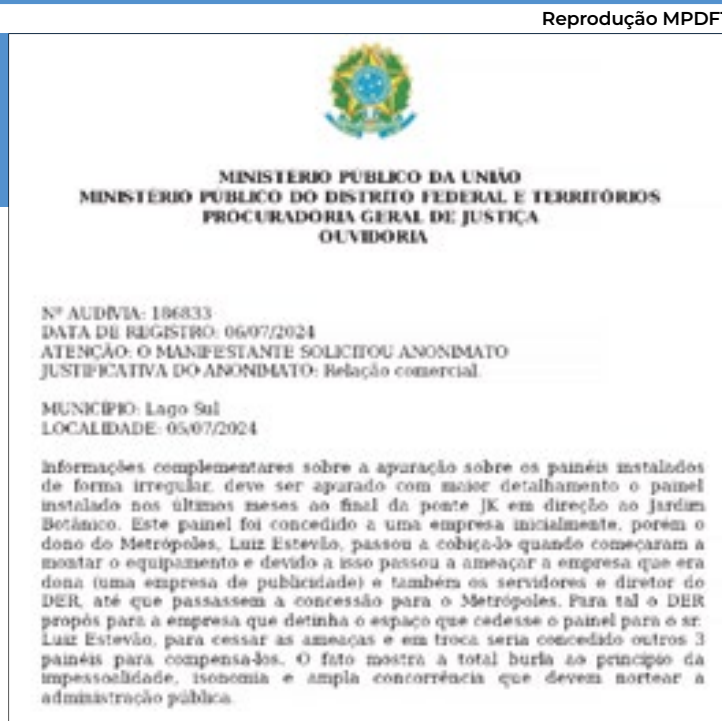 Reprodução MPDFT
MINISTÉRIO PÚBLICO DA UNIÃO
MINISTÉRIO PÚBLICO DO DISTRITO FEDERAL E TERRITÓRIOS
PROCURADORIA GERAL DE JUSTIÇA
OUVIDORIA
Nº AUDÍVIA: 186833
DATA DE REGISTRO: 06/07/2024
ATENÇÃO: O MANIFESTANTE SOLICITOU ANONIMATO
JUSTIFICATIVA DO ANONIMATO: Relação comercial.
MUNICÍPIO: Lago Sul
LOCALIDADE: 05/07/2024
Informações complementares sobre a apuração sobre os painéis instalados
de forma irregular, deve ser apurado com maior detalhamento o painel
instalado nos últimos meses ao final da ponte JK em direção ao Jardim
Botânico. Este painel foi concedido a uma empresa inicialmente, porém o
dono do Metrópoles, Luiz Estevão, passou a cobiça-lo quando começaram a
montar o equipamento e devido a isso passou a ameaçar a empresa que era
dona (uma empresa de publicidade) e também os servidores e diretor do
DER, até que passassem a concessão para o Metrópoles. Para tal o DER
propôs para a empresa que detinha o espaço que cedesse o painel para o sr.
Luiz Estevão, para cessar as ameaças e em troca seria concedido outros 3
painéis para compensa-los. O fato mostra a total burla ao princípio da
impessoalidade, isonomia e ampla concorrência que devem nortear a
administração pública.